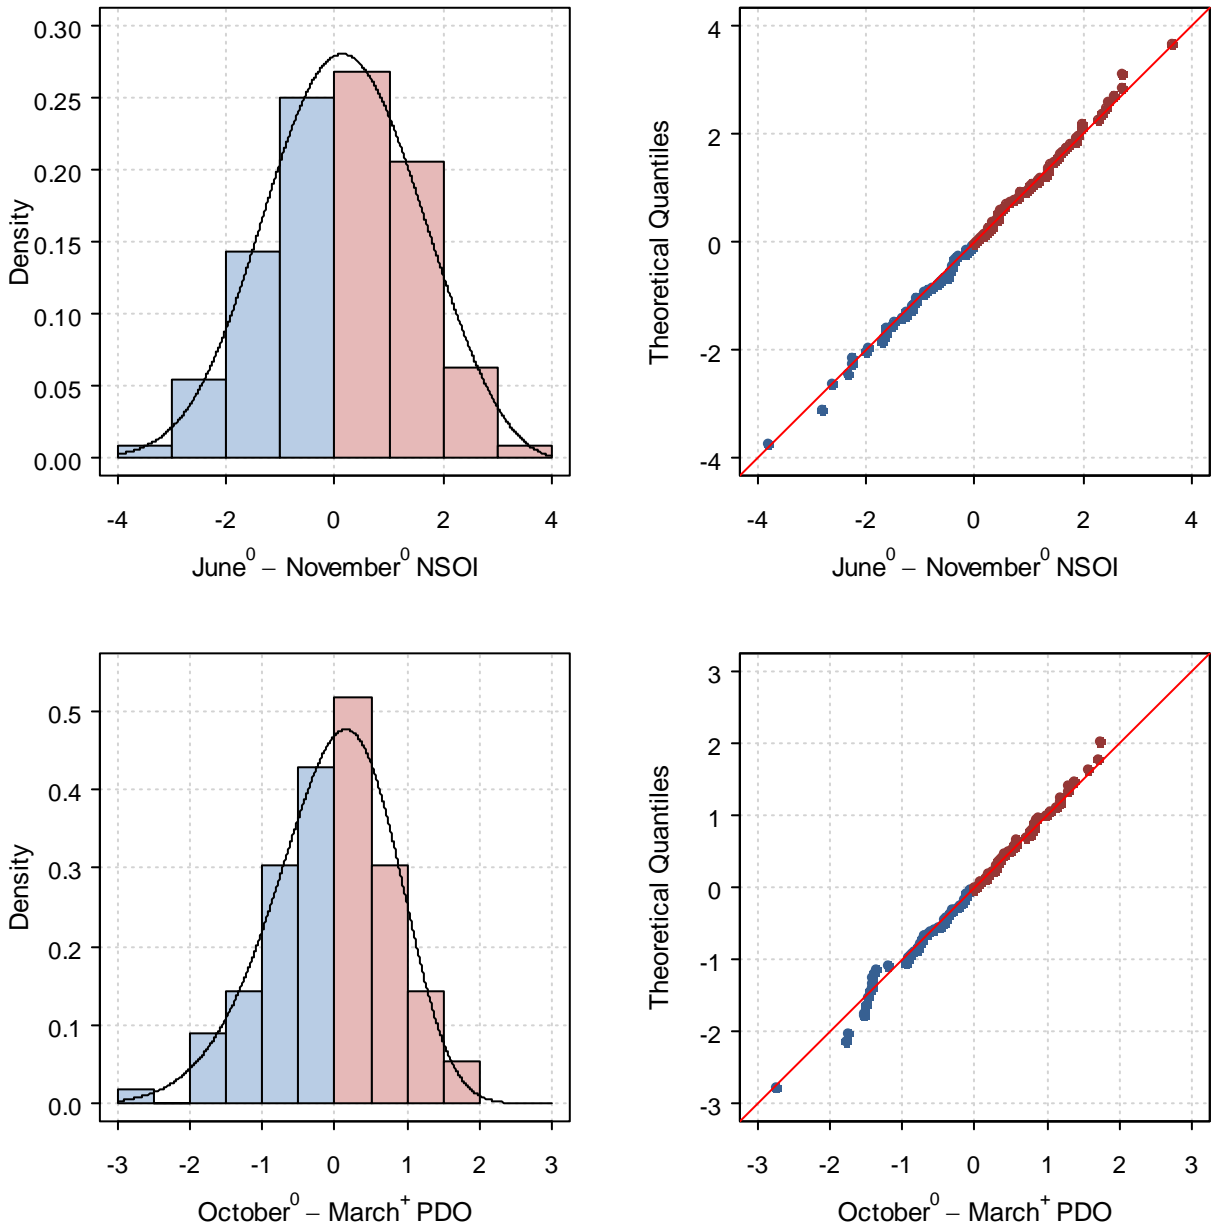 0.30
0.25
0.20
0.15
0.10
0.05
0.00
Density
-4 -2 0 2 4
June⁰ – November⁰ NSOI
4
2
0
-2
-4
Theoretical Quantiles
-4 -2 0 2 4
June⁰ – November⁰ NSOI
0.5
0.4
0.3
0.2
0.1
0.0
Density
-3 -2 -1 0 1 2 3
October⁰ – March⁺ PDO
3
2
1
0
-1
-2
-3
Theoretical Quantiles
-3 -2 -1 0 1 2 3
October⁰ – March⁺ PDO